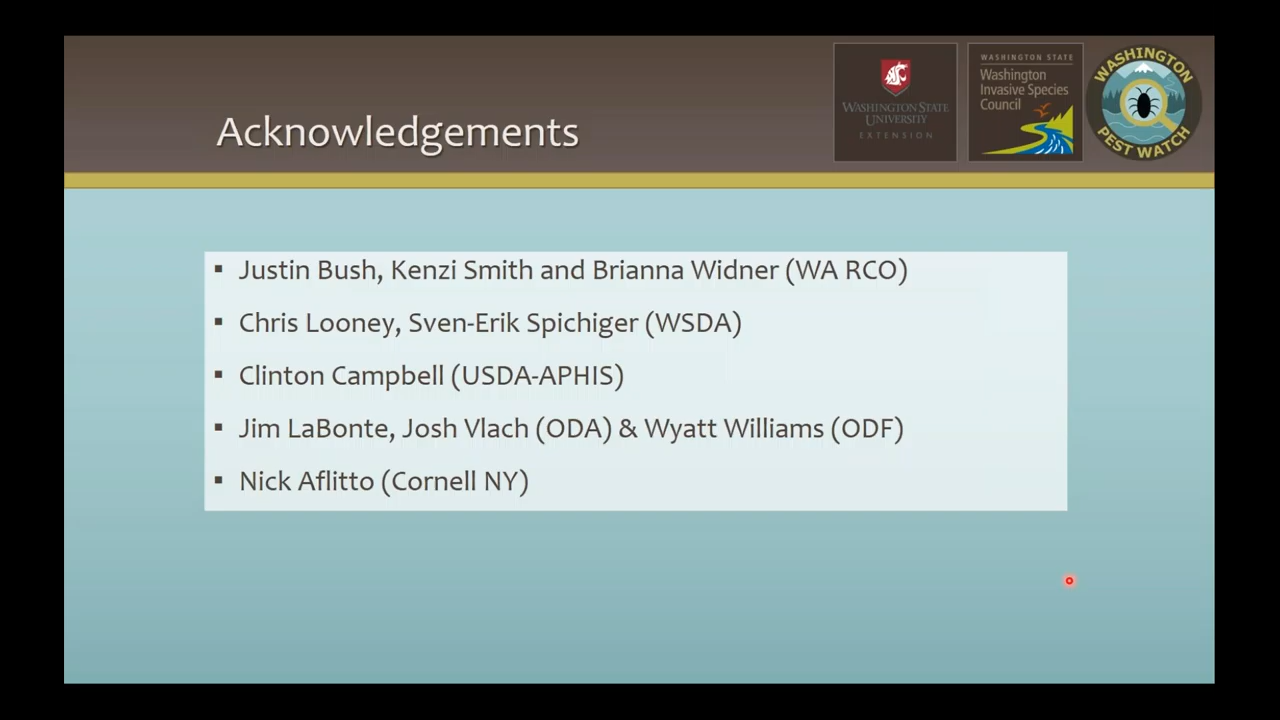 WASHINGTON STATE
UNIVERSITY
EXTENSION
WASHINGTON STATE
Washington
Invasive Species
Council
WASHINGTON
PEST WATCH
Acknowledgements
▪ Justin Bush, Kenzi Smith and Brianna Widner (WA RCO)
▪ Chris Looney, Sven-Erik Spichiger (WSDA)
▪ Clinton Campbell (USDA-APHIS)
▪ Jim LaBonte, Josh Vlach (ODA) & Wyatt Williams (ODF)
▪ Nick Aflitto (Cornell NY)